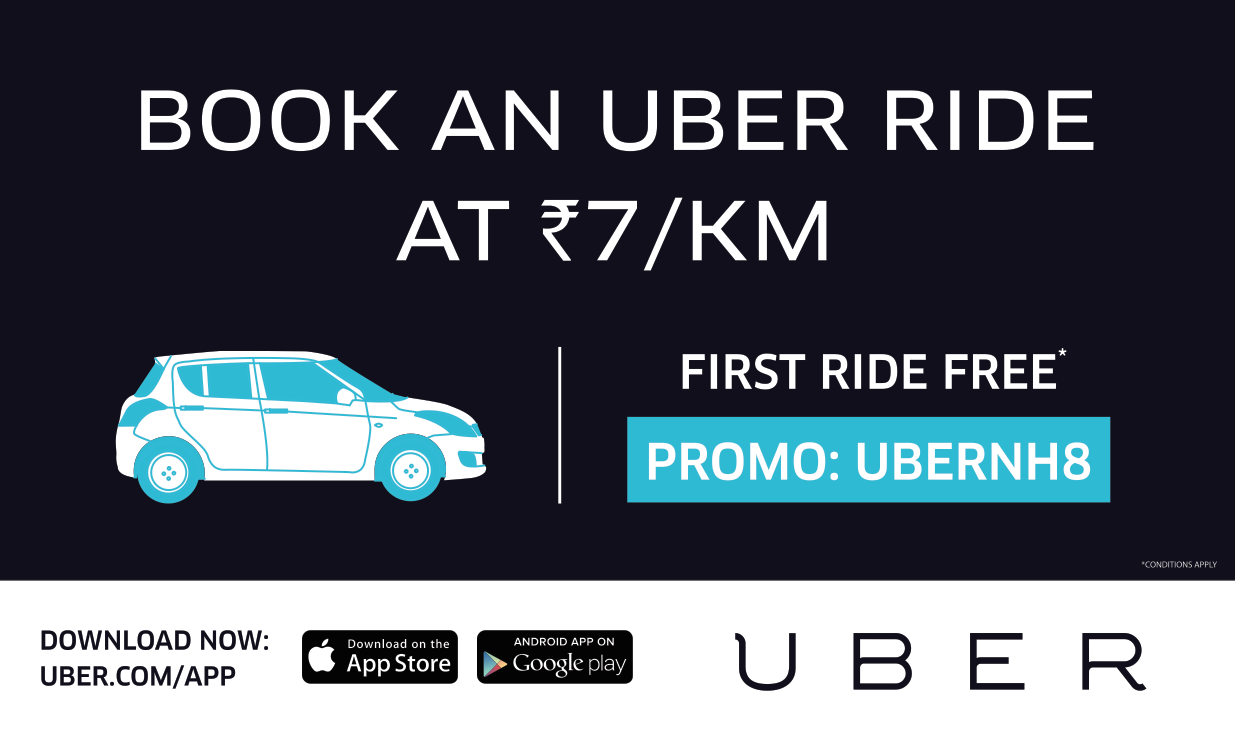 BOOK AN UBER RIDE
AT ₹7/KM
FIRST RIDE FREE*
PROMO: UBERNH8
*CONDITIONS APPLY
DOWNLOAD NOW:
UBER.COM/APP
Download on the
App Store
ANDROID APP ON
Google play
UBER